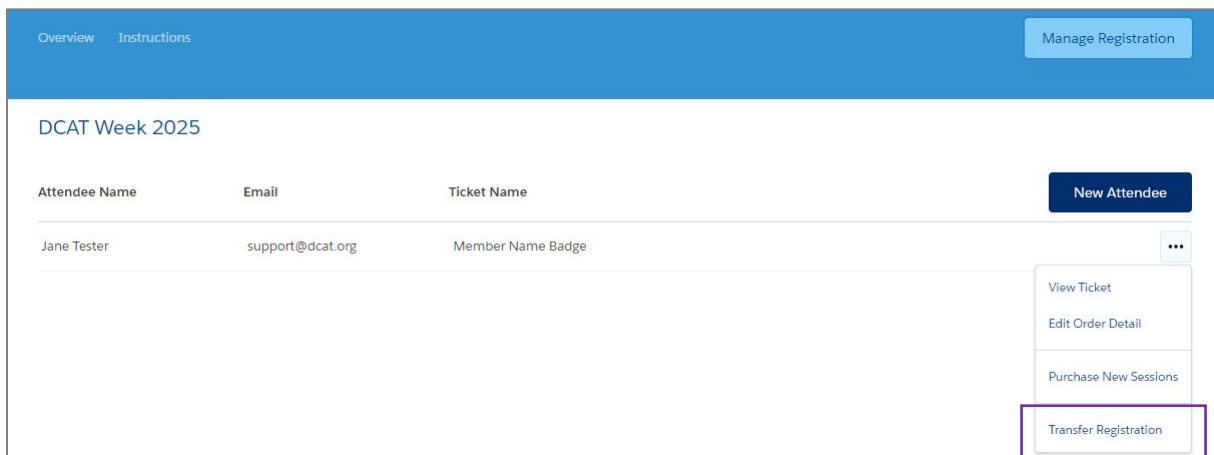 Overview Instructions Manage Registration
DCAT Week 2025
Attendee Name Email Ticket Name New Attendee
Jane Tester support@dcat.org Member Name Badge •••
View Ticket
Edit Order Detail
Purchase New Sessions
Transfer Registration